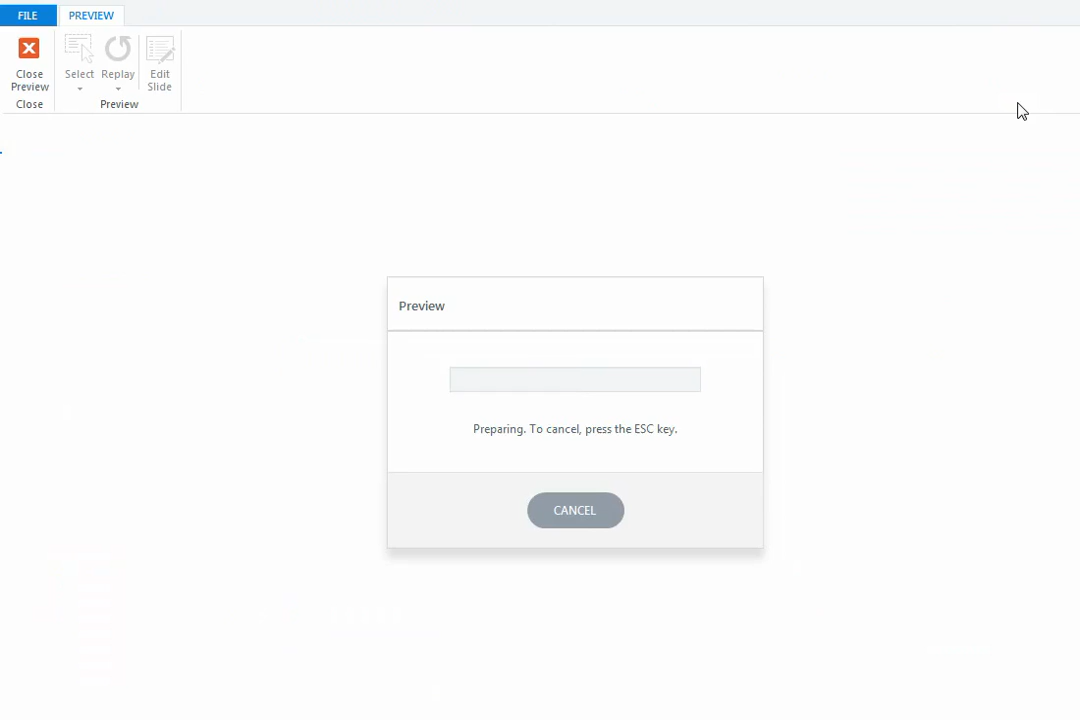 FILE
PREVIEW
Close
Preview
Select
Replay
Edit
Slide
Close
Preview
Preview
Preparing. To cancel, press the ESC key.
CANCEL